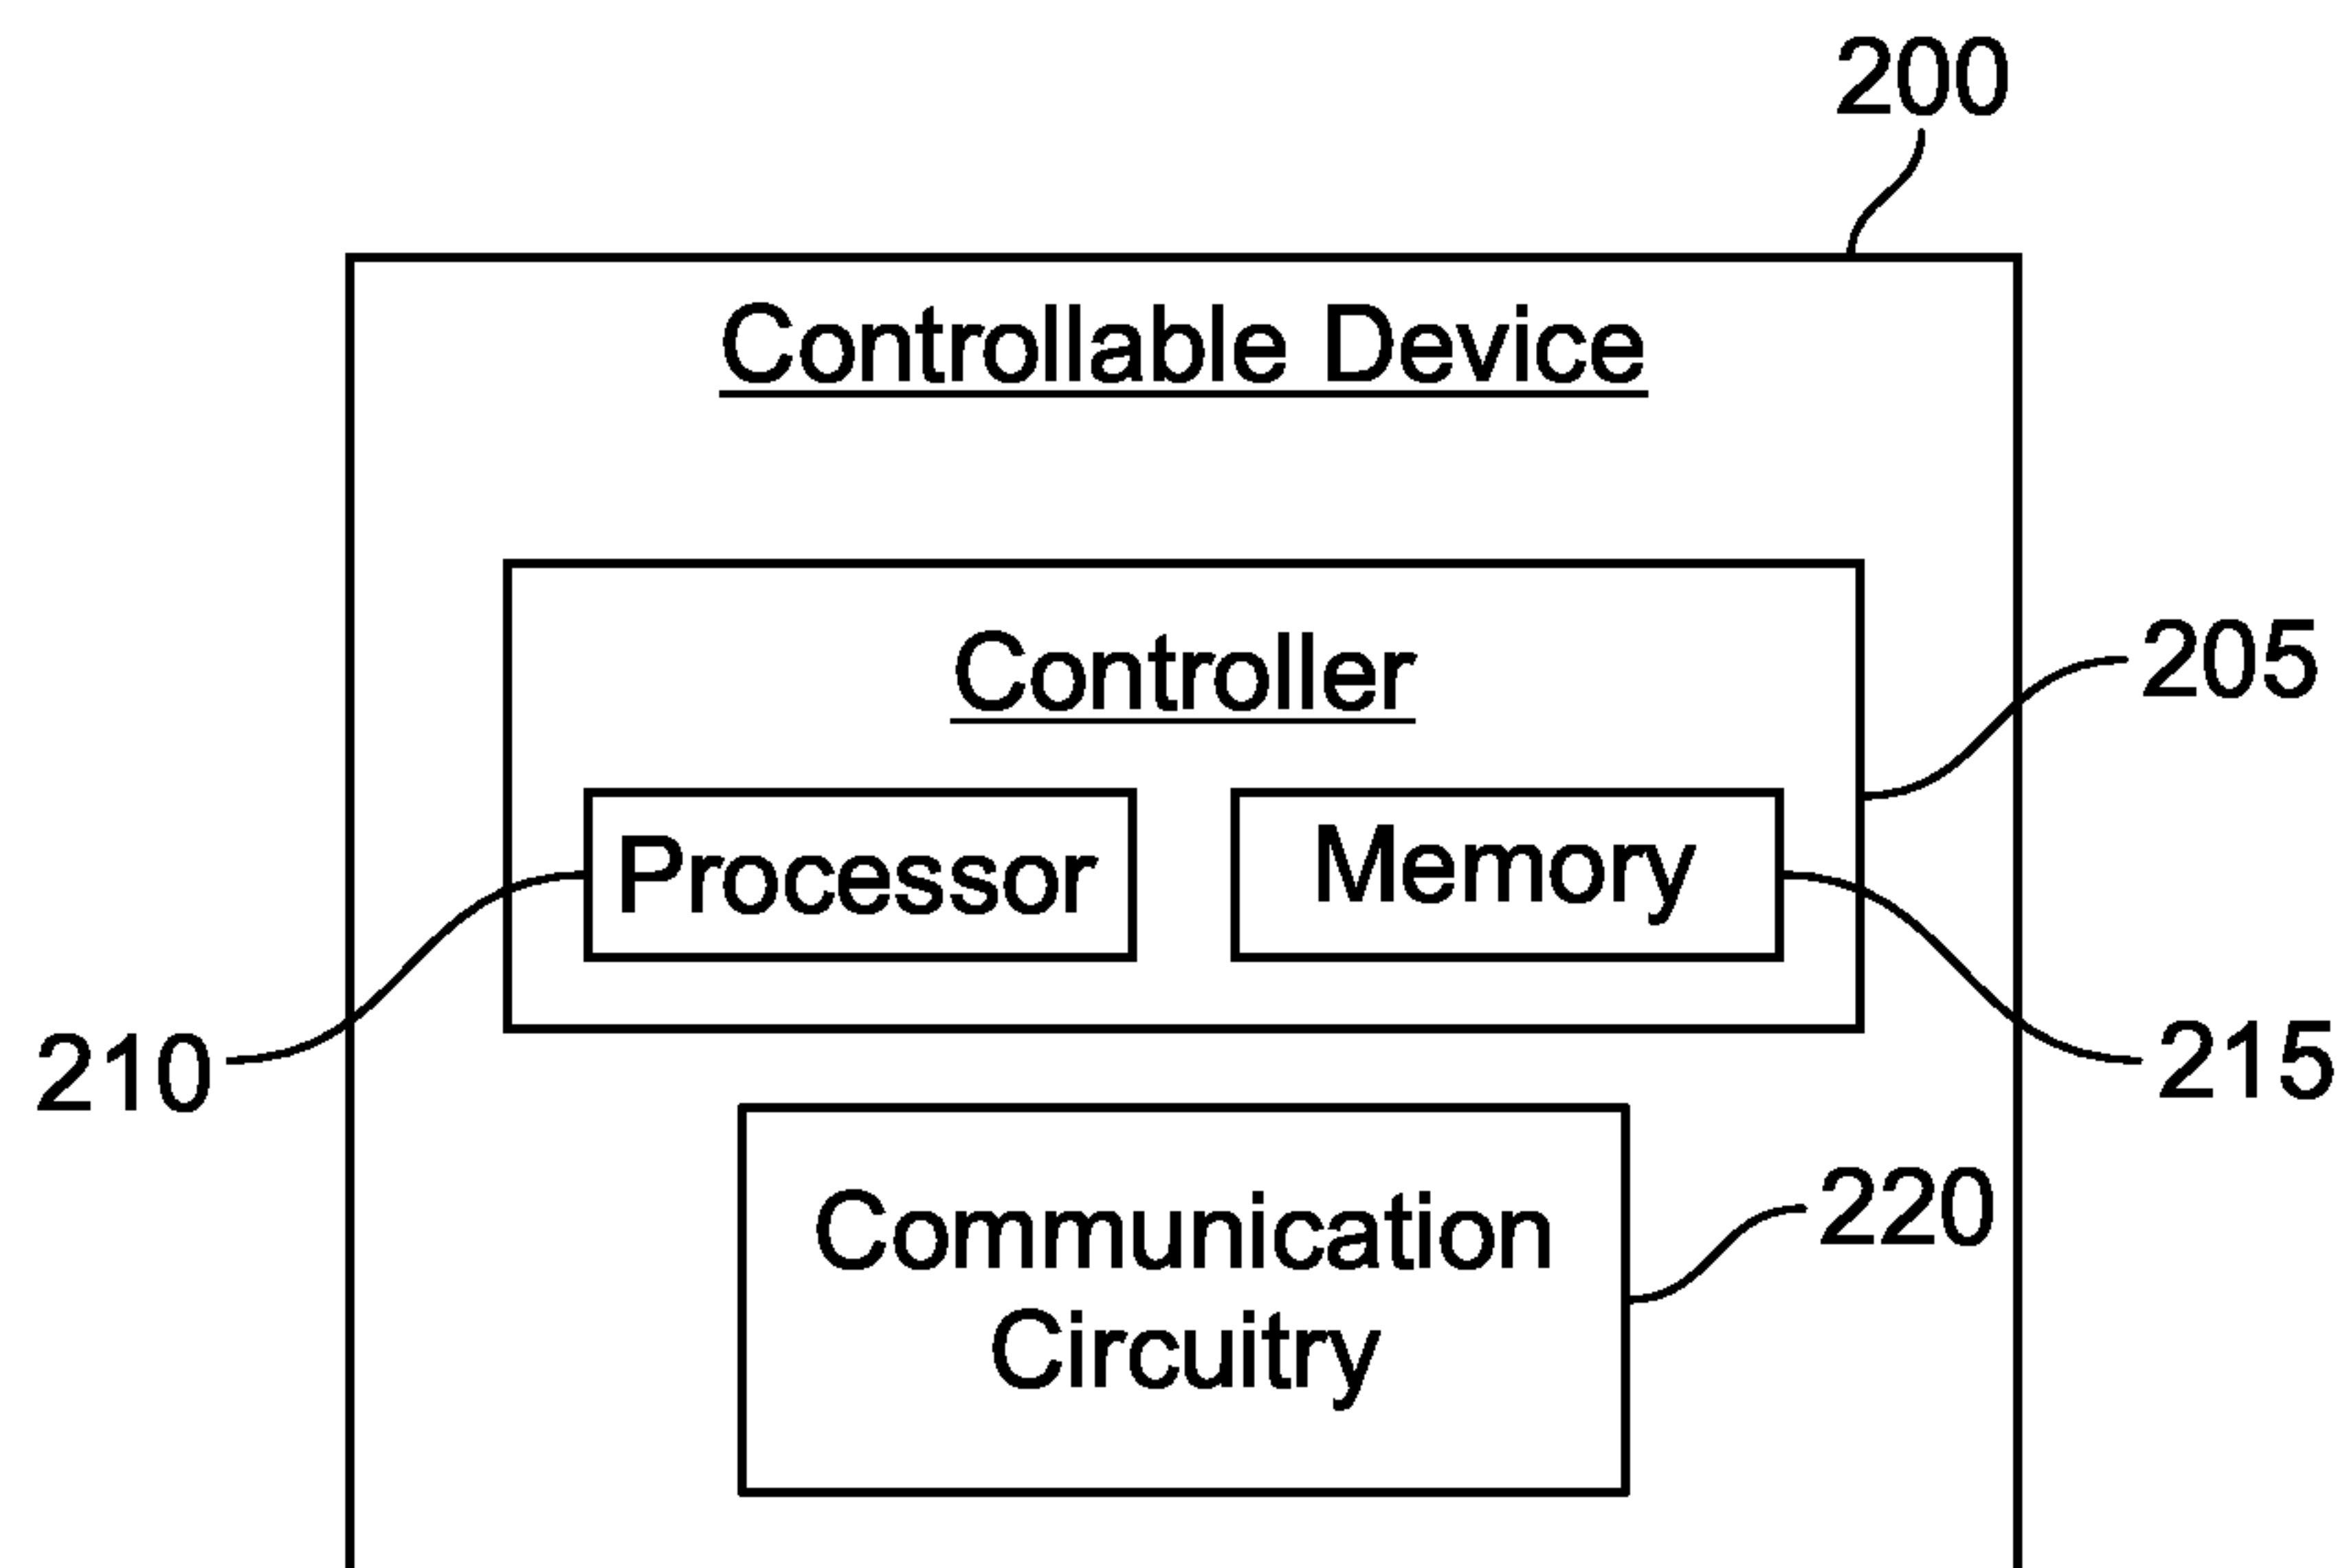 200
Controllable Device
Controller
205
Processor
Memory
210
215
Communication
Circuitry
220